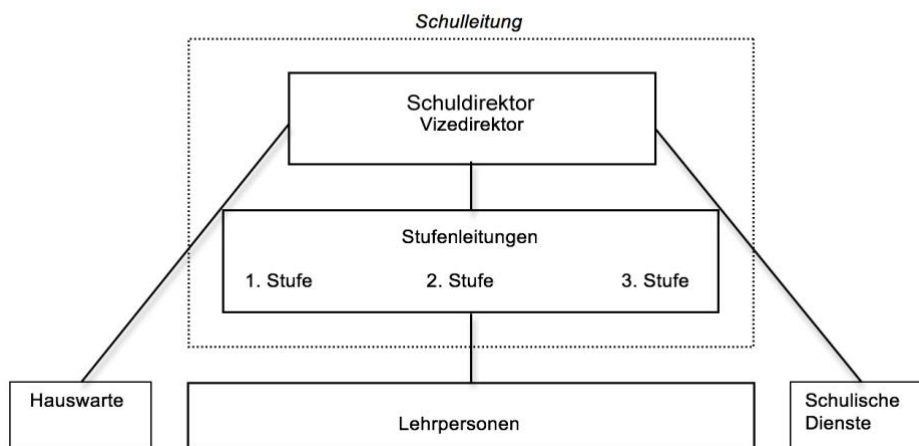 Schulleitung
Schuldirektor
Vizedirektor
Stufenleitungen
1. Stufe 2. Stufe 3. Stufe
Hauswarte
Lehrpersonen
Schulische
Dienste